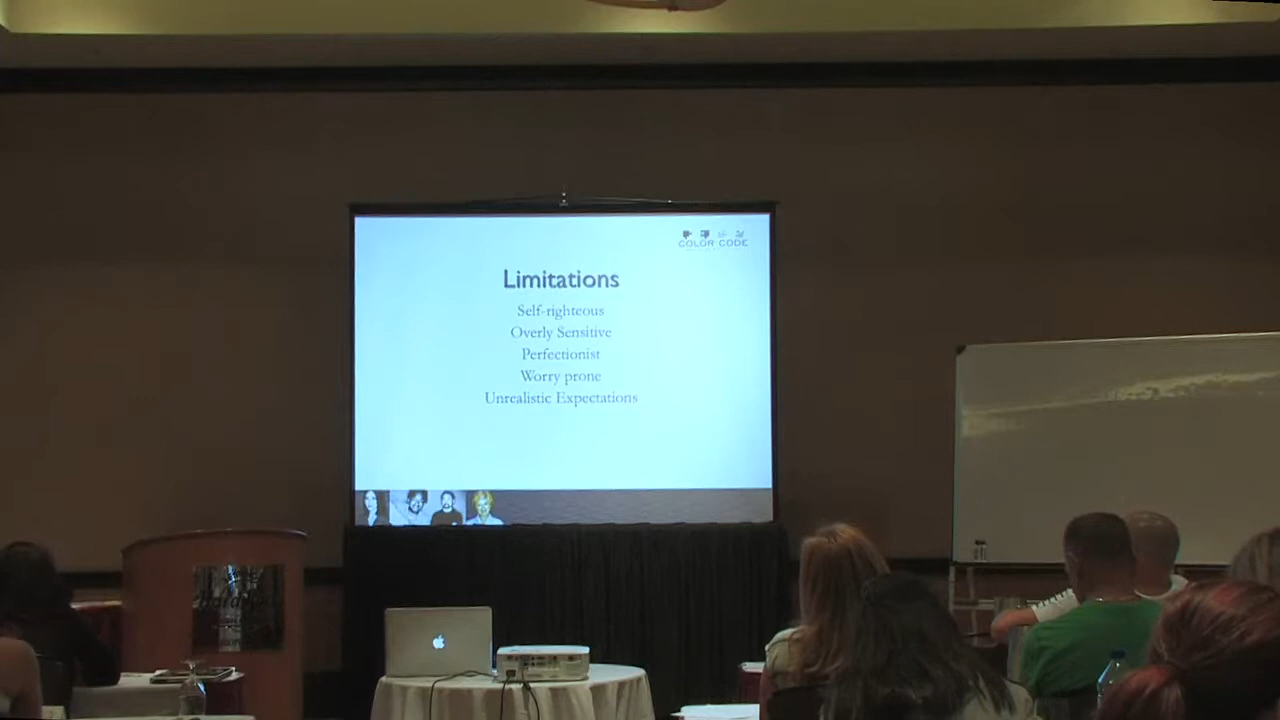 COLOR CODE
Limitations
Self-righteous
Overly Sensitive
Perfectionist
Worry prone
Unrealistic Expectations